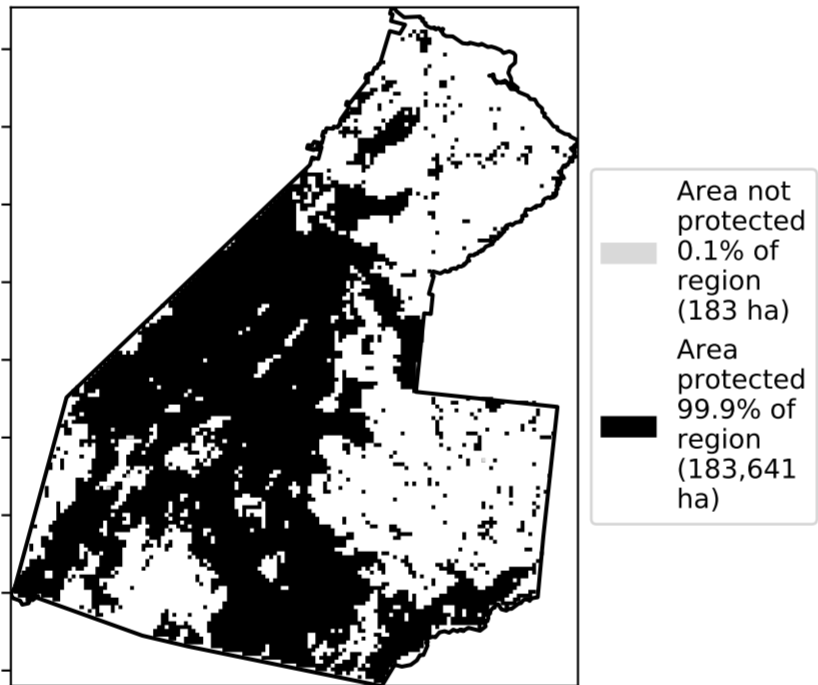 Area not
protected
0.1% of
region
(183 ha)
Area
protected
99.9% of
region
(183,641
ha)